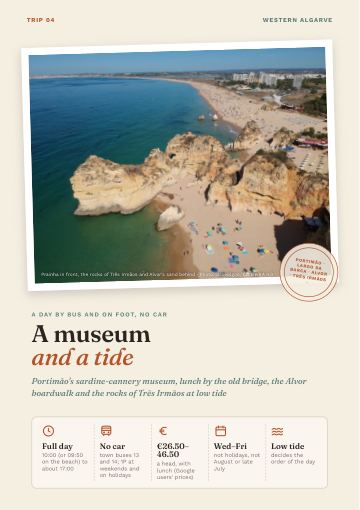 TRIP 04
WESTERN ALGARVE
Prainha in front, the rocks of Três Irmãos and Alvor's sand behind
PORTIMÃO ·
LARGO DA
BARCA · ALVOR
· TRÊS IRMÃOS
A DAY BY BUS AND ON FOOT, NO CAR
A museum
and a tide
Portimão's sardine-cannery museum, lunch by the old bridge, the Alvor
boardwalk and the rocks of Três Irmãos at low tide
Full day
10:00 (or 09:50
on the beach) to
about 17:00
No car
town buses 13
and 14; 1P at
weekends and
on holidays
€26.50–
46.50
a head, with
lunch (Google
users' prices)
Wed–Fri
not holidays, not
August or late
July
Low tide
decides the
order of the day